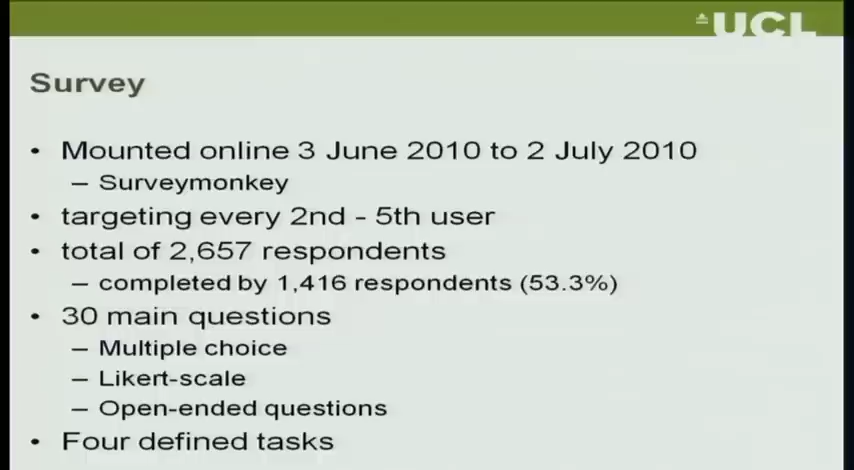 UCL
Survey
• Mounted online 3 June 2010 to 2 July 2010
– Surveymonkey
• targeting every 2nd - 5th user
• total of 2,657 respondents
– completed by 1,416 respondents (53.3%)
• 30 main questions
– Multiple choice
– Likert-scale
– Open-ended questions
• Four defined tasks